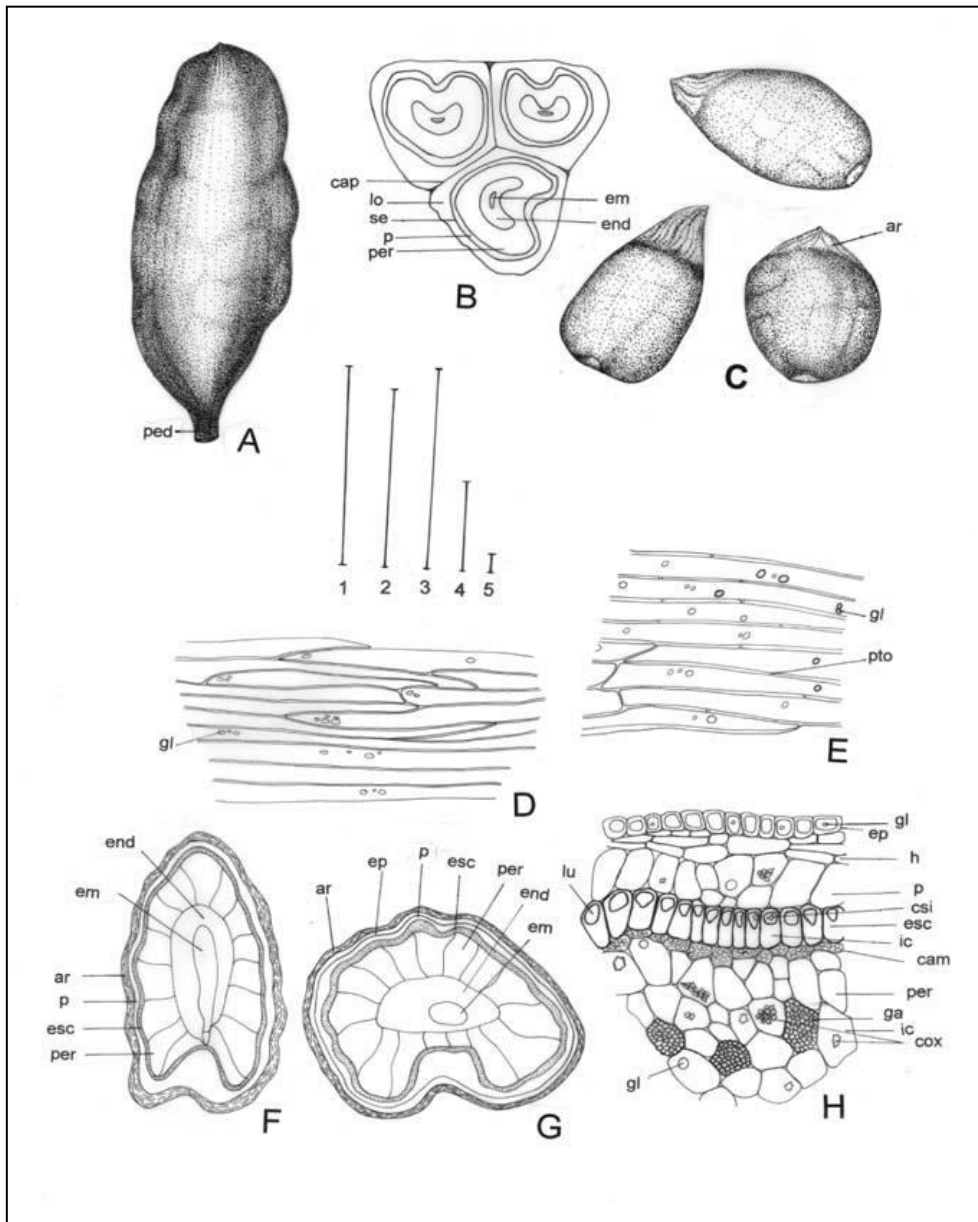 ped
A
cap
lo
se
p
per
em
end
B
ar
C
1 2 3 4 5
gl
D
gl
pto
E
end
em
ar
p
esc
per
F
ar
ep
p
esc
per
end
em
G
lu
gl
ep
h
p
csi
esc
ic
cam
per
ga
ic
cox
gl
H